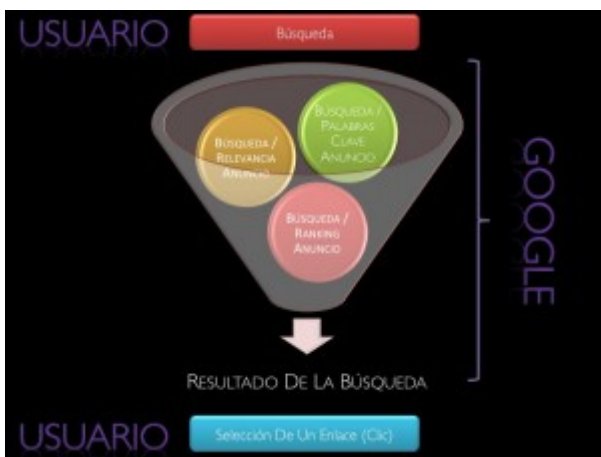 USUARIO
Búsqueda
BÚSQUEDA /
PALABRAS
CLAVE
ANUNCIO
BÚSQUEDA /
RELEVANCIA
ANUNCIO
BÚSQUEDA /
RANKING
ANUNCIO
GOOGLE
RESULTADO DE LA BÚSQUEDA
USUARIO
Selección De Un Enlace (Clic)